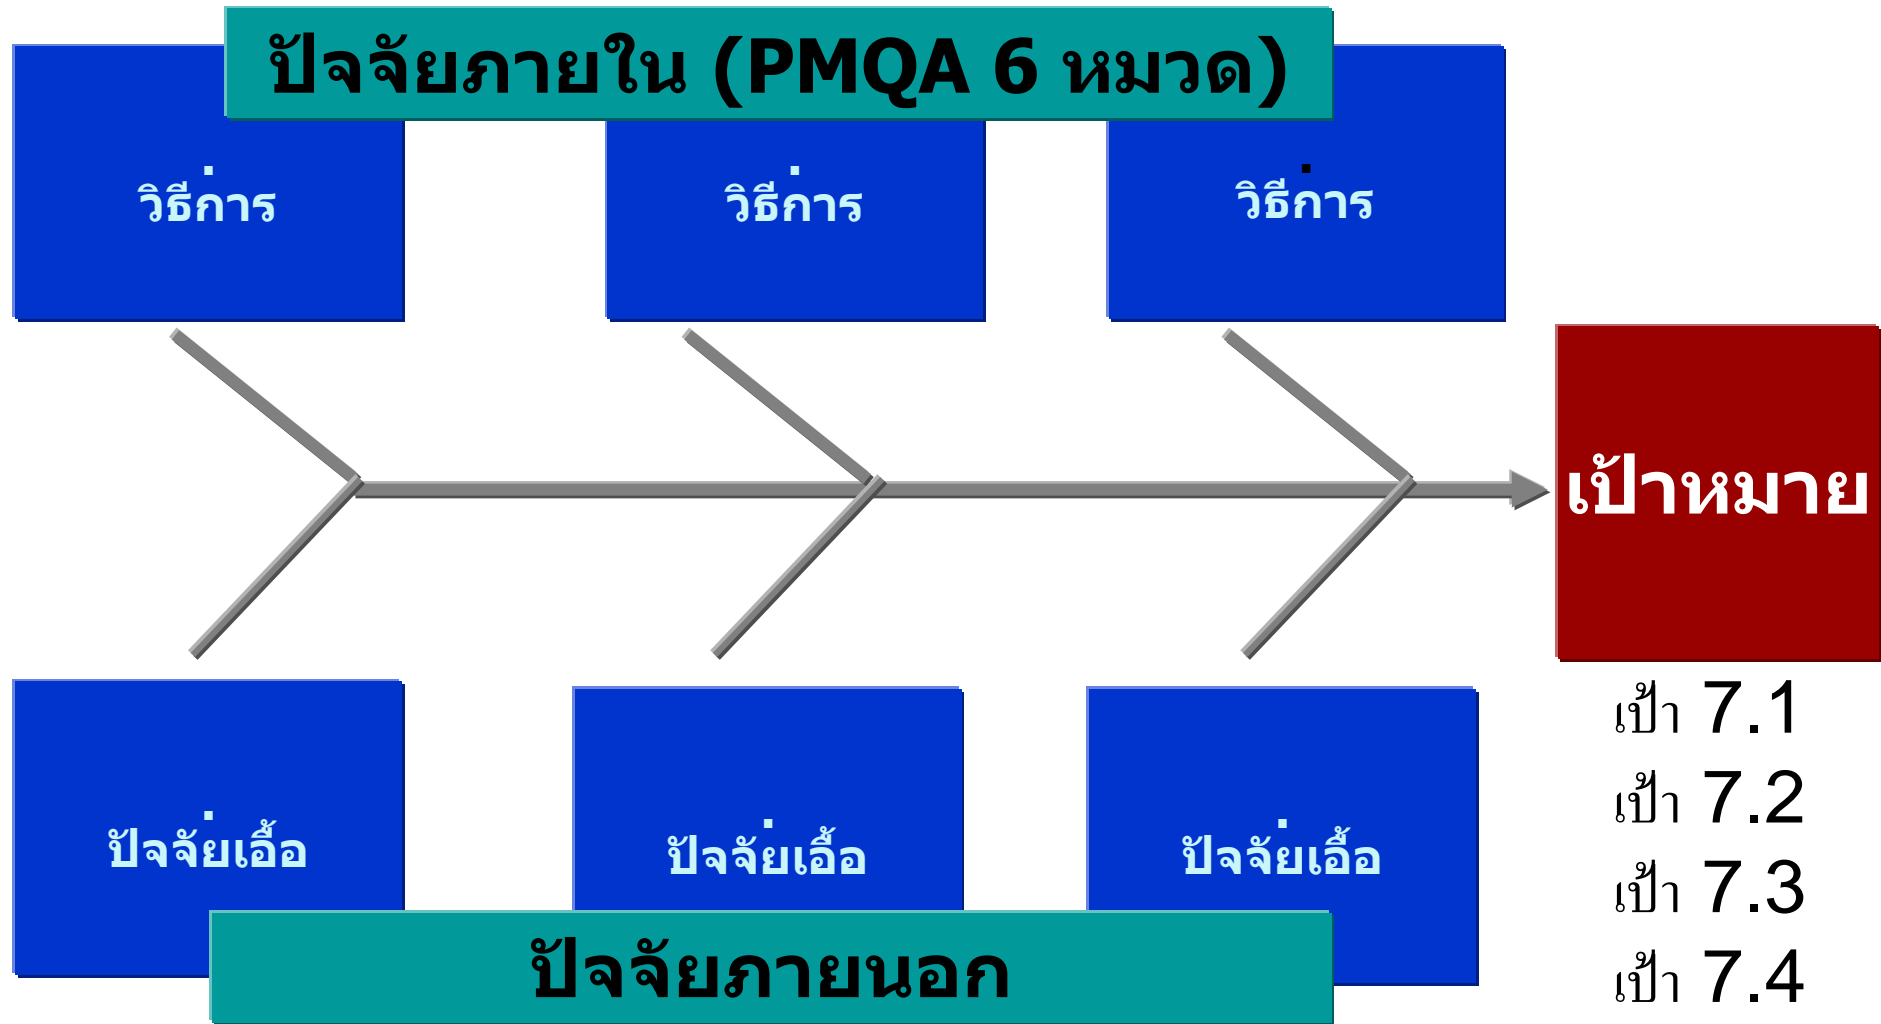 ปัจจัยภายใน (PMQA 6 หมวด)
.
วิธีการ
.
วิธีการ
.
วิธีการ
เป้าหมาย
.
ปัจจัยเอื้อ
.
ปัจจัยเอื้อ
.
ปัจจัยเอื้อ
ปัจจัยภายนอก
เป้า 7.1
เป้า 7.2
เป้า 7.3
เป้า 7.4